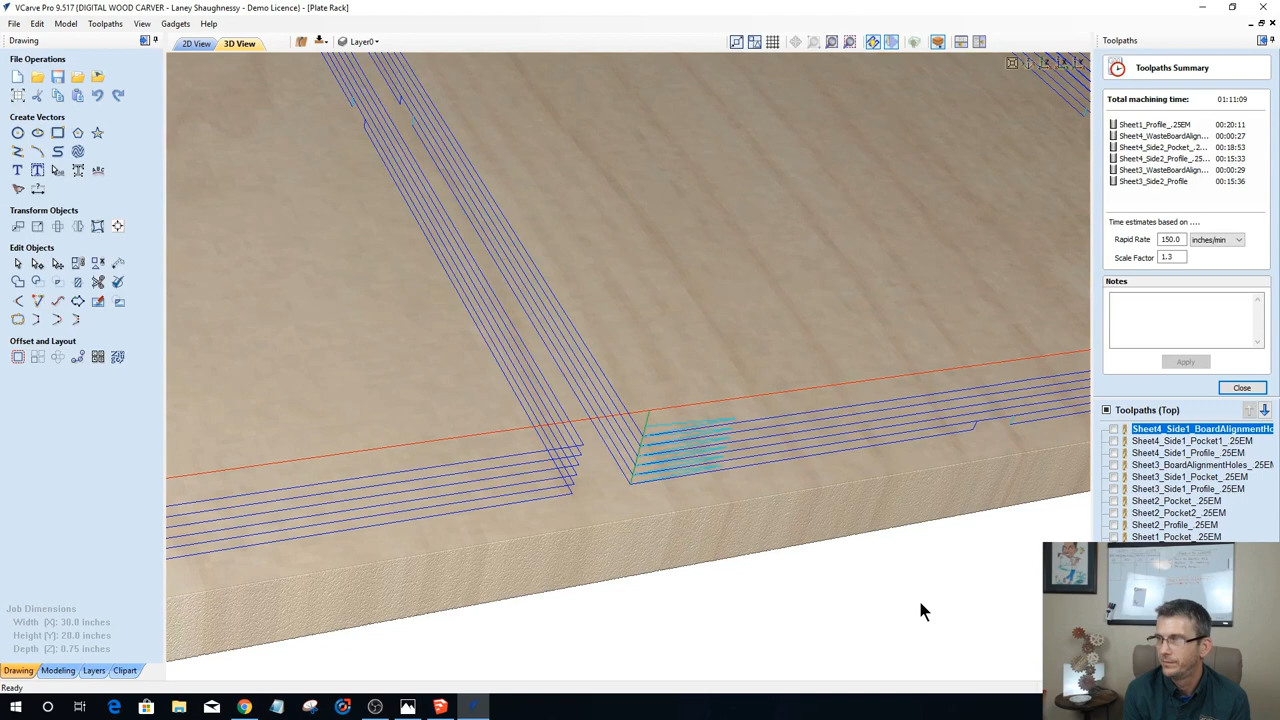 VCarve Pro 9.517 {DIGITAL WOOD CARVER - Laney Shaughnessy - Demo Licence} - [Plate Rack]
File Edit Model Toolpaths View Gadgets Help
Drawing
2D View 3D View Layer0
Toolpaths
File Operations
Create Vectors
Transform Objects
Edit Objects
Offset and Layout
Job Dimensions
Width (X): 30.0 inches
Height (Y): 20.0 inches
Depth (Z): 0.75 inches
Drawing Modeling Layers Clipart
Ready
Toolpaths Summary
Total machining time: 01:11:09
Sheet1_Profile_.25EM 00:20:11
Sheet4_WasteBoardAlign... 00:00:27
Sheet4_Side2_Pocket_.2... 00:18:53
Sheet4_Side2_Profile_.25... 00:15:33
Sheet3_WasteBoardAlign... 00:00:29
Sheet3_Side2_Profile 00:15:36
Time estimates based on ....
Rapid Rate 150.0 inches/min
Scale Factor 1.3
Notes
Apply
Close
Toolpaths (Top)
Sheet4_Side1_BoardAlignmentHo
Sheet4_Side1_Pocket1_.25EM
Sheet4_Side1_Profile_.25EM
Sheet3_BoardAlignmentHoles_.25EM
Sheet3_Side1_Pocket_.25EM
Sheet3_Side1_Profile_.25EM
Sheet2_Pocket_.25EM
Sheet2_Pocket2_.25EM
Sheet2_Profile_.25EM
Sheet1_Pocket_.25EM